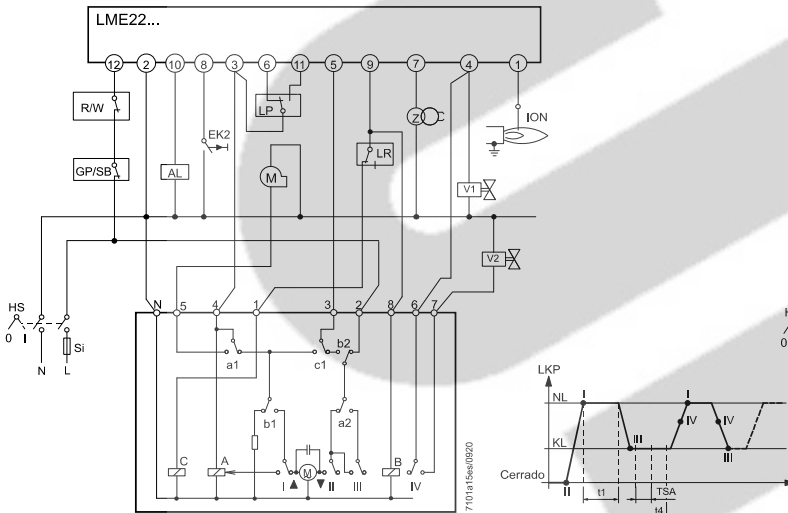 LME22...
12 2 10 8 3 6 11 5 9 7 4 1
R/W
LP
EK2
Z
ION
GP/SB
AL
M
LR
V1
V2
HS
0 I
Si
N L
N 5 4 1 3 2 8 6 7
a1
c1
b2
b1
a2
C
A
I
M
II
III
B
IV
7101a15es/0920
H
0
LKP
NL
I
I
IV
IV
KL
III
III
Cerrado
II
t1
TSA
t4